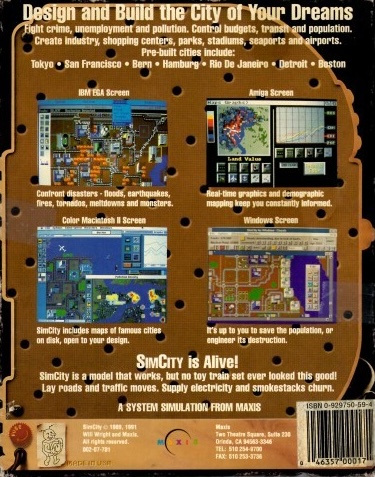 Design and Build the City of Your Dreams
Fight crime, unemployment and pollution. Control budgets, transit and population.
Create industry, shopping centers, parks, stadiums, seaports and airports.
Pre-built cities include:
Tokyo • San Francisco • Bern • Hamburg • Rio De Janeiro • Detroit • Boston
IBM EGA Screen
Amiga Screen
Land Value
Confront disasters - floods, earthquakes,
fires, tornados, meltdowns and monsters.
Real-time graphics and demographic
mapping keep you constantly informed.
Color Macintosh II Screen
Windows Screen
SimCity includes maps of famous cities
on disk, open to your design.
It's up to you to save the population, or
engineer its destruction.
SimCity is Alive!
SimCity is a model that works, but no toy train set ever looked this good!
Lay roads and traffic moves. Supply electricity and smokestacks churn.
A SYSTEM SIMULATION FROM MAXIS
ISBN 0-929750-59-4
SimCity © 1989, 1991
Will Wright and Maxis.
All rights reserved.
MADE IN USA
MAXIS
Maxis
Two Theatre Square, Suite 230
Orinda, CA 94563-3346
TEL: 510 254-9700
FAX: 510 253-3736
0 46357 00017